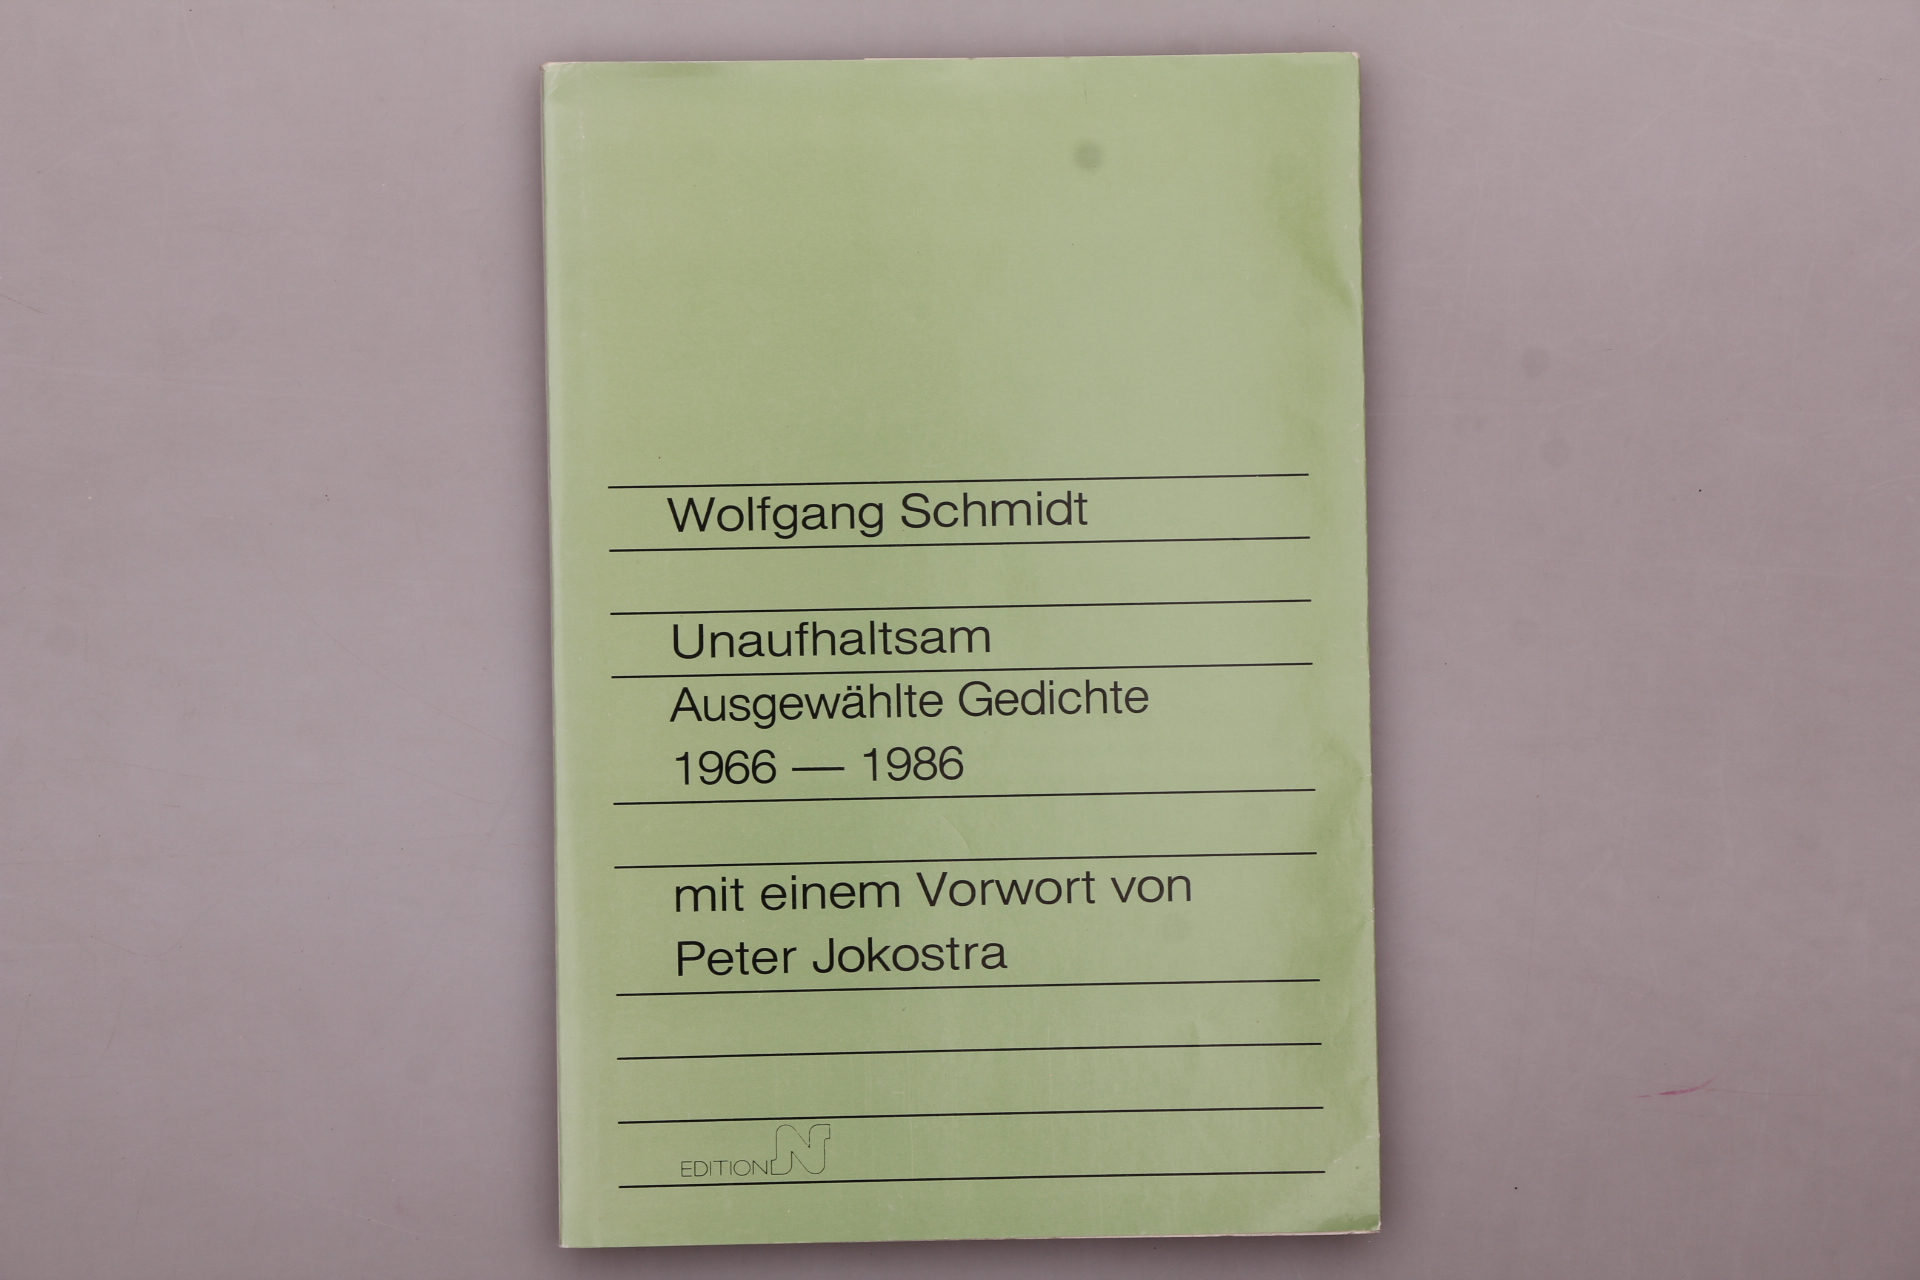 Wolfgang Schmidt
Unaufhaltsam
Ausgewählte Gedichte
1966 — 1986
mit einem Vorwort von
Peter Jokostra
EDITION N